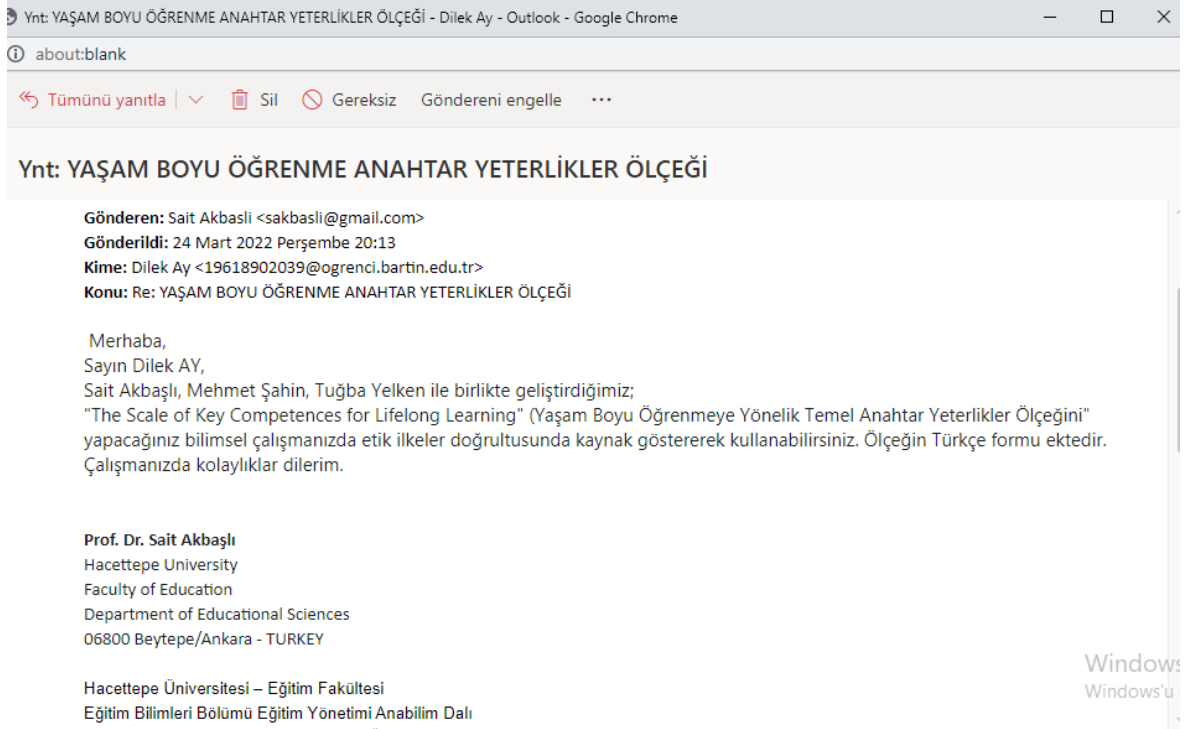 Ynt: YAŞAM BOYU ÖĞRENME ANAHTAR YETERLİKLER ÖLÇEĞİ - Dilek Ay - Outlook - Google Chrome
about:blank
Tümünü yanıtla Sil Gereksiz Göndereni engelle ...
Ynt: YAŞAM BOYU ÖĞRENME ANAHTAR YETERLİKLER ÖLÇEĞİ
Gönderen: Sait Akbasli <sakbasli@gmail.com>
Gönderildi: 24 Mart 2022 Perşembe 20:13
Kime: Dilek Ay <19618902039@ogrenci.bartin.edu.tr>
Konu: Re: YAŞAM BOYU ÖĞRENME ANAHTAR YETERLİKLER ÖLÇEĞİ
Merhaba,
Sayın Dilek AY,
Sait Akbaşlı, Mehmet Şahin, Tuğba Yelken ile birlikte geliştirdiğimiz;
"The Scale of Key Competences for Lifelong Learning" (Yaşam Boyu Öğrenmeye Yönelik Temel Anahtar Yeterlikler Ölçeğini"
yapacağınız bilimsel çalışmanızda etik ilkeler doğrultusunda kaynak göstererek kullanabilirsiniz. Ölçeğin Türkçe formu ektedir.
Çalışmanızda kolaylıklar dilerim.
Prof. Dr. Sait Akbaşlı
Hacettepe University
Faculty of Education
Department of Educational Sciences
06800 Beytepe/Ankara - TURKEY
Windows
Windows'u
Hacettepe Üniversitesi – Eğitim Fakültesi
Eğitim Bilimleri Bölümü Eğitim Yönetimi Anabilim Dalı